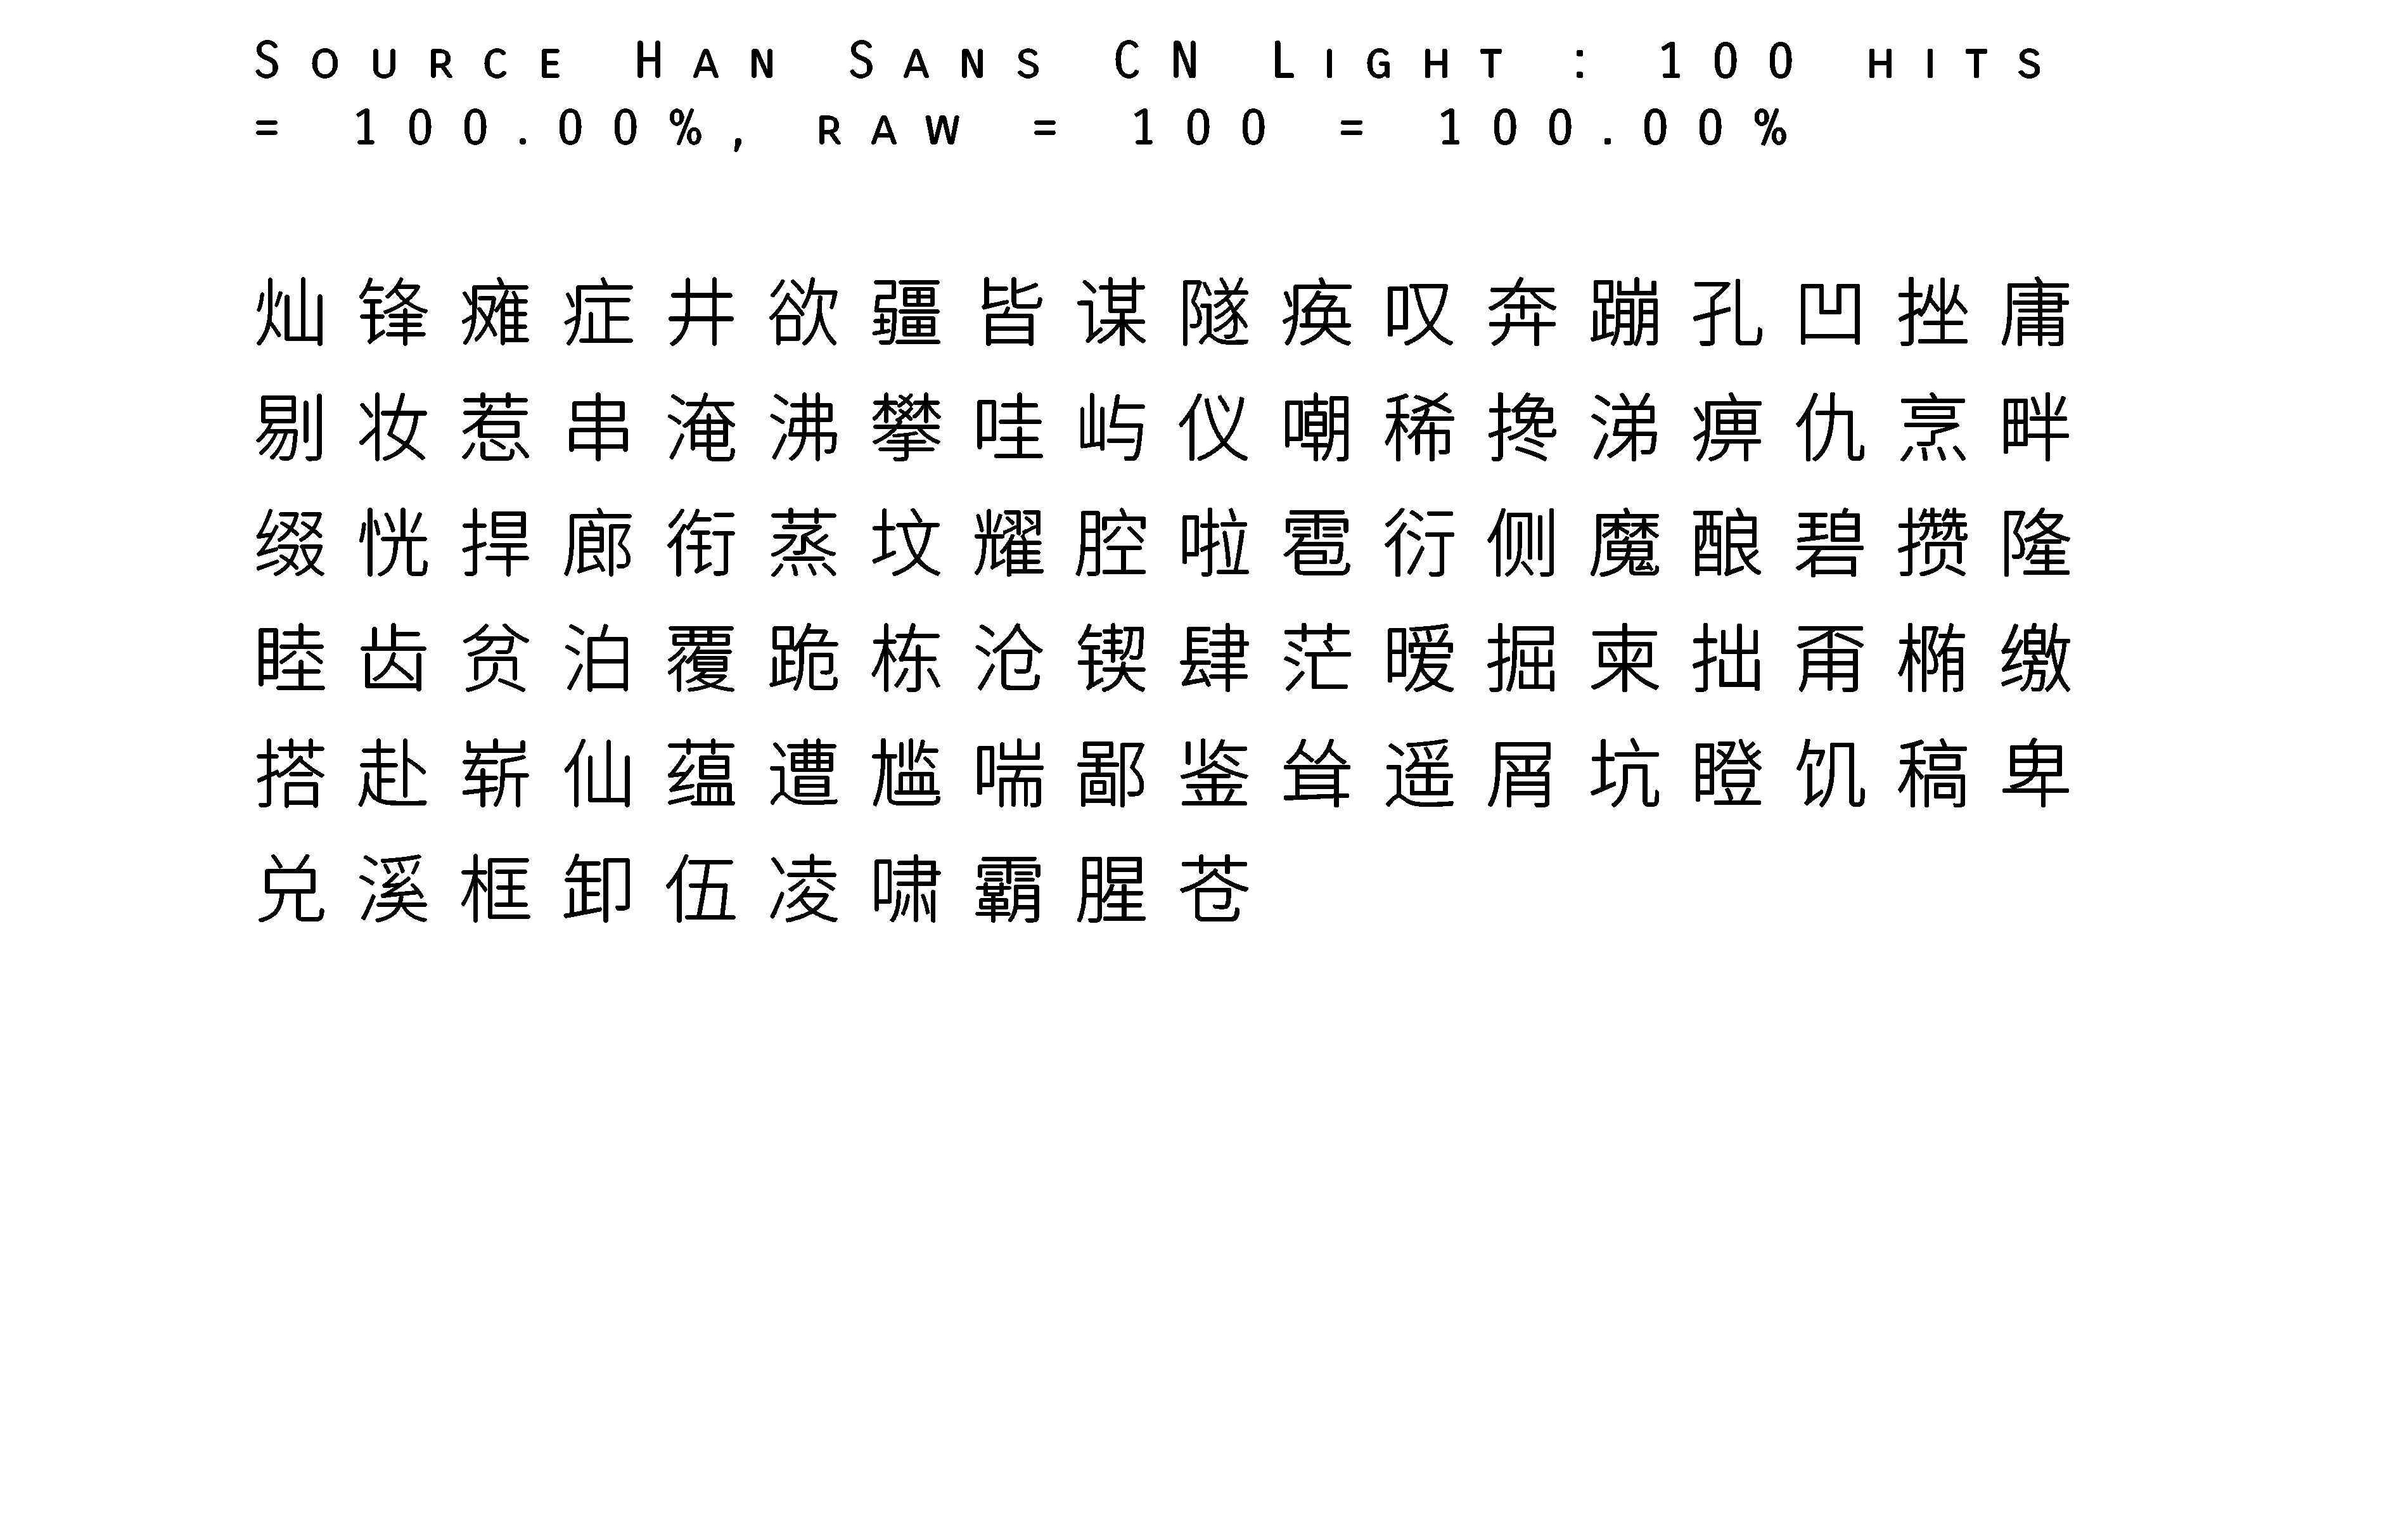 Source Han Sans CN Light : 100 hits
= 100.00%, raw = 100 = 100.00%
灿锋瘫症井欲疆皆谋隧痪叹奔蹦孔凹挫庸
剔妆惹串淹沸攀哇屿仪嘲稀搀涕痹仇烹畔
缀恍捍廊衔蒸坟耀腔啦雹衍侧魔酿碧攒隆
睦齿贫泊覆跪栋沧锲肆茫暧掘柬拙甭椭缴
搭赴崭仙蕴遭尴喘鄙鉴耸遥屑坑瞪饥稿卑
兑溪框卸伍凌啸霸腥苍